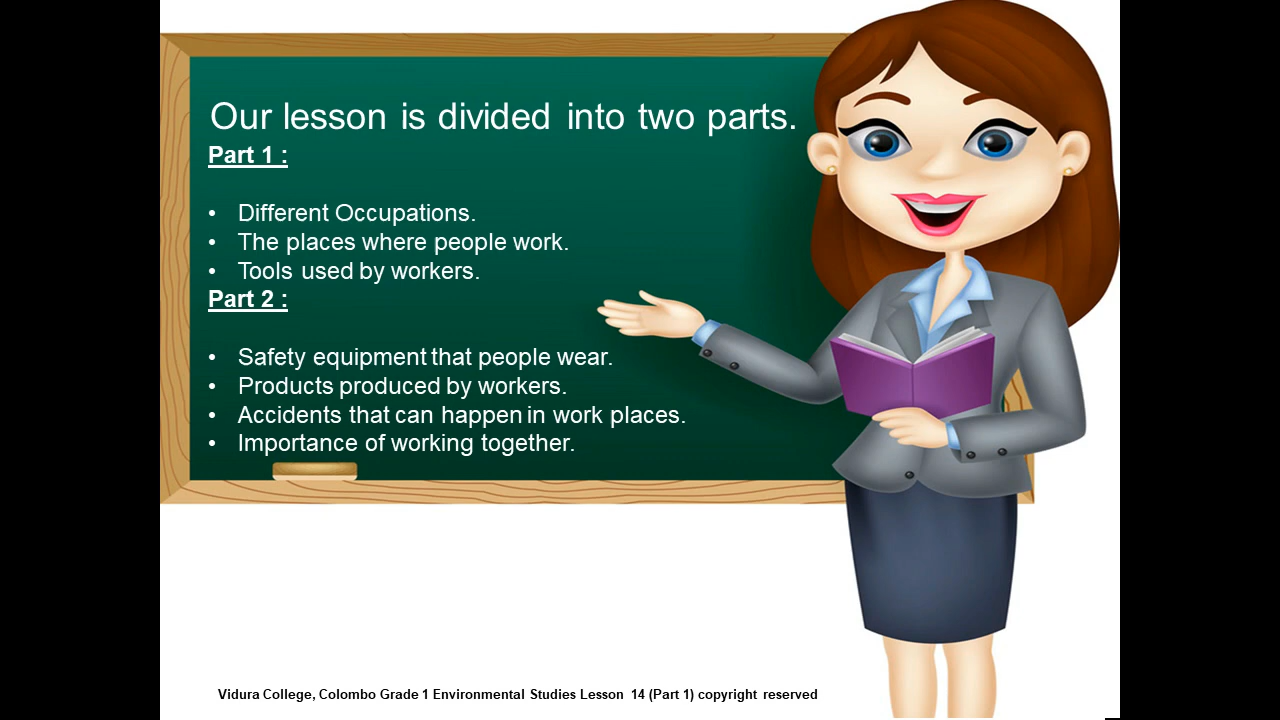 Our lesson is divided into two parts.
Part 1 :
• Different Occupations.
• The places where people work.
• Tools used by workers.
Part 2 :
• Safety equipment that people wear.
• Products produced by workers.
• Accidents that can happen in work places.
• Importance of working together.
Vidura College, Colombo Grade 1 Environmental Studies Lesson 14 (Part 1) copyright reserved